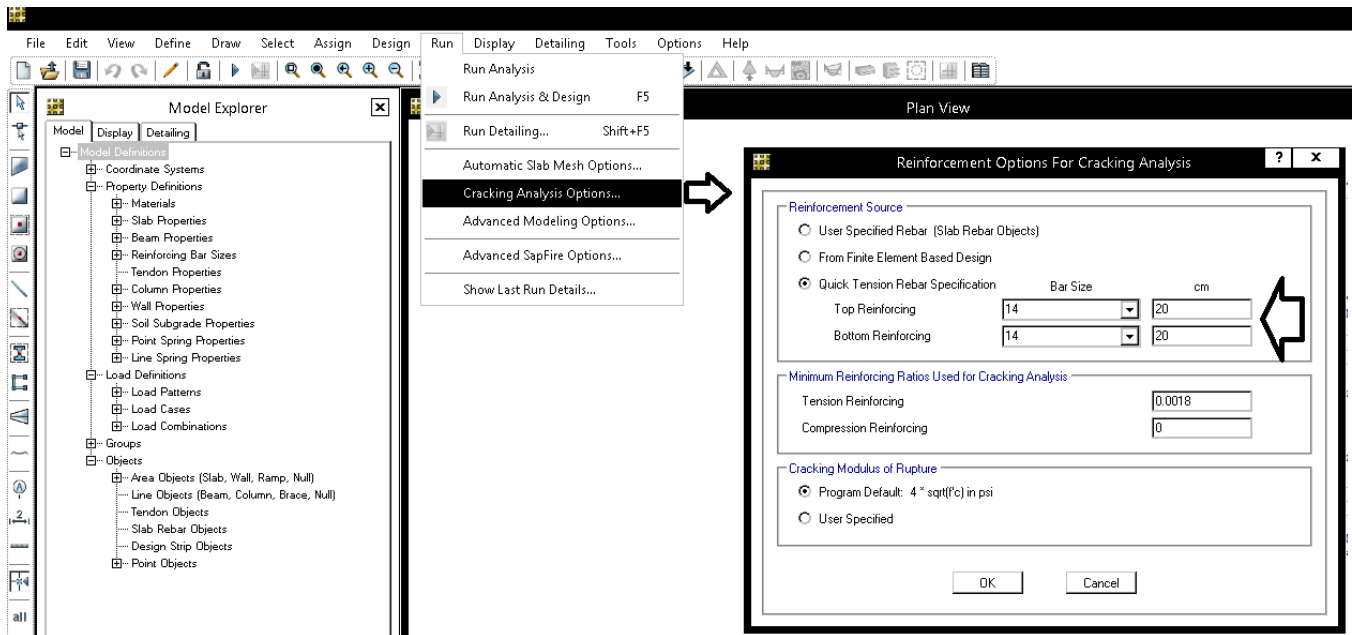 File Edit View Define Draw Select Assign Design Run Display Detailing Tools Options Help
Model Explorer
Model Display Detailing
Model Definitions
Coordinate Systems
Property Definitions
Materials
Slab Properties
Beam Properties
Reinforcing Bar Sizes
Tendon Properties
Column Properties
Wall Properties
Soil Subgrade Properties
Point Spring Properties
Line Spring Properties
Load Definitions
Load Patterns
Load Cases
Load Combinations
Groups
Objects
Area Objects (Slab, Wall, Ramp, Null)
Line Objects (Beam, Column, Brace, Null)
Tendon Objects
Slab Rebar Objects
Design Strip Objects
Point Objects
all
Run Analysis
Run Analysis & Design F5
Run Detailing... Shift+F5
Automatic Slab Mesh Options...
Cracking Analysis Options...
Advanced Modeling Options...
Advanced SapFire Options...
Show Last Run Details...
Plan View
Reinforcement Options For Cracking Analysis ? x
Reinforcement Source
User Specified Rebar (Slab Rebar Objects)
From Finite Element Based Design
Quick Tension Rebar Specification Bar Size cm
Top Reinforcing 14 20
Bottom Reinforcing 14 20
Minimum Reinforcing Ratios Used for Cracking Analysis
Tension Reinforcing 0.0018
Compression Reinforcing 0
Cracking Modulus of Rupture
Program Default: 4 * sqrt(f'c) in psi
User Specified
OK Cancel